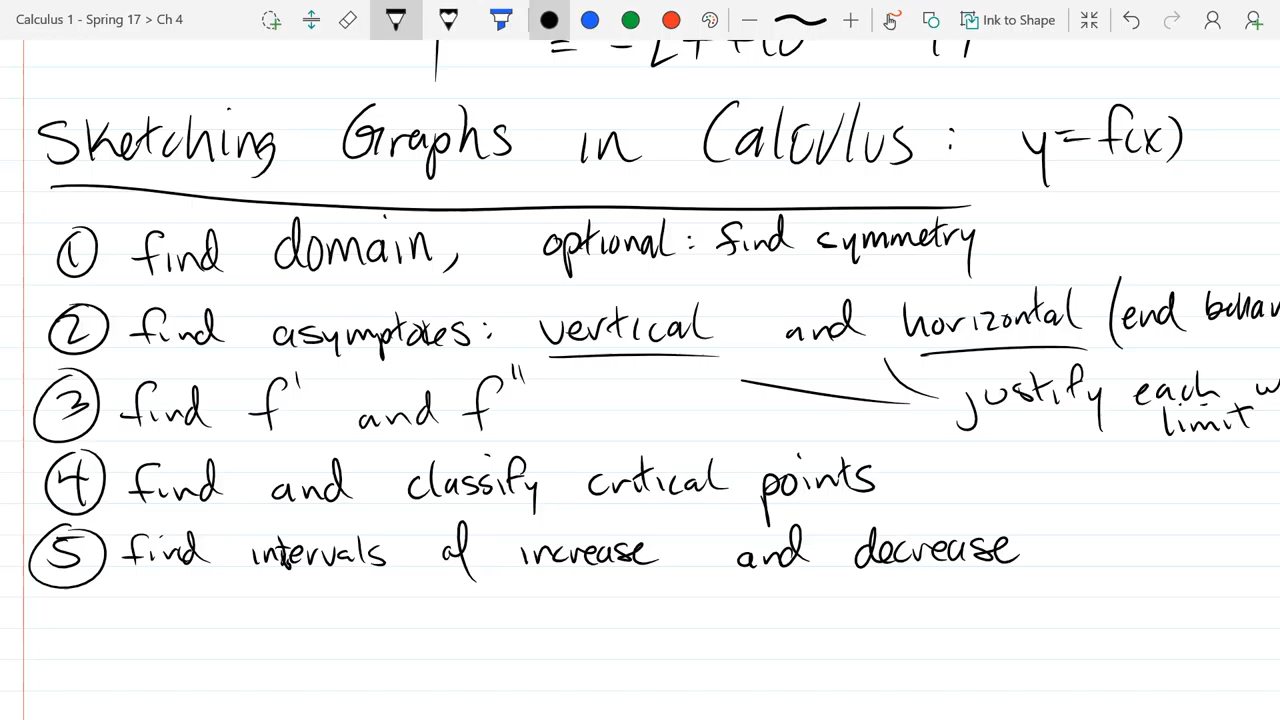 Calculus 1 - Spring 17 > Ch 4
Ink to Shape
Sketching Graphs in Calculus: y=f(x)
① find domain, optional: find symmetry
② find asymptotes: vertical and horizontal (end behav
justify each w
limit
③ find f' and f''
④ find and classify critical points
⑤ find intervals of increase and decrease